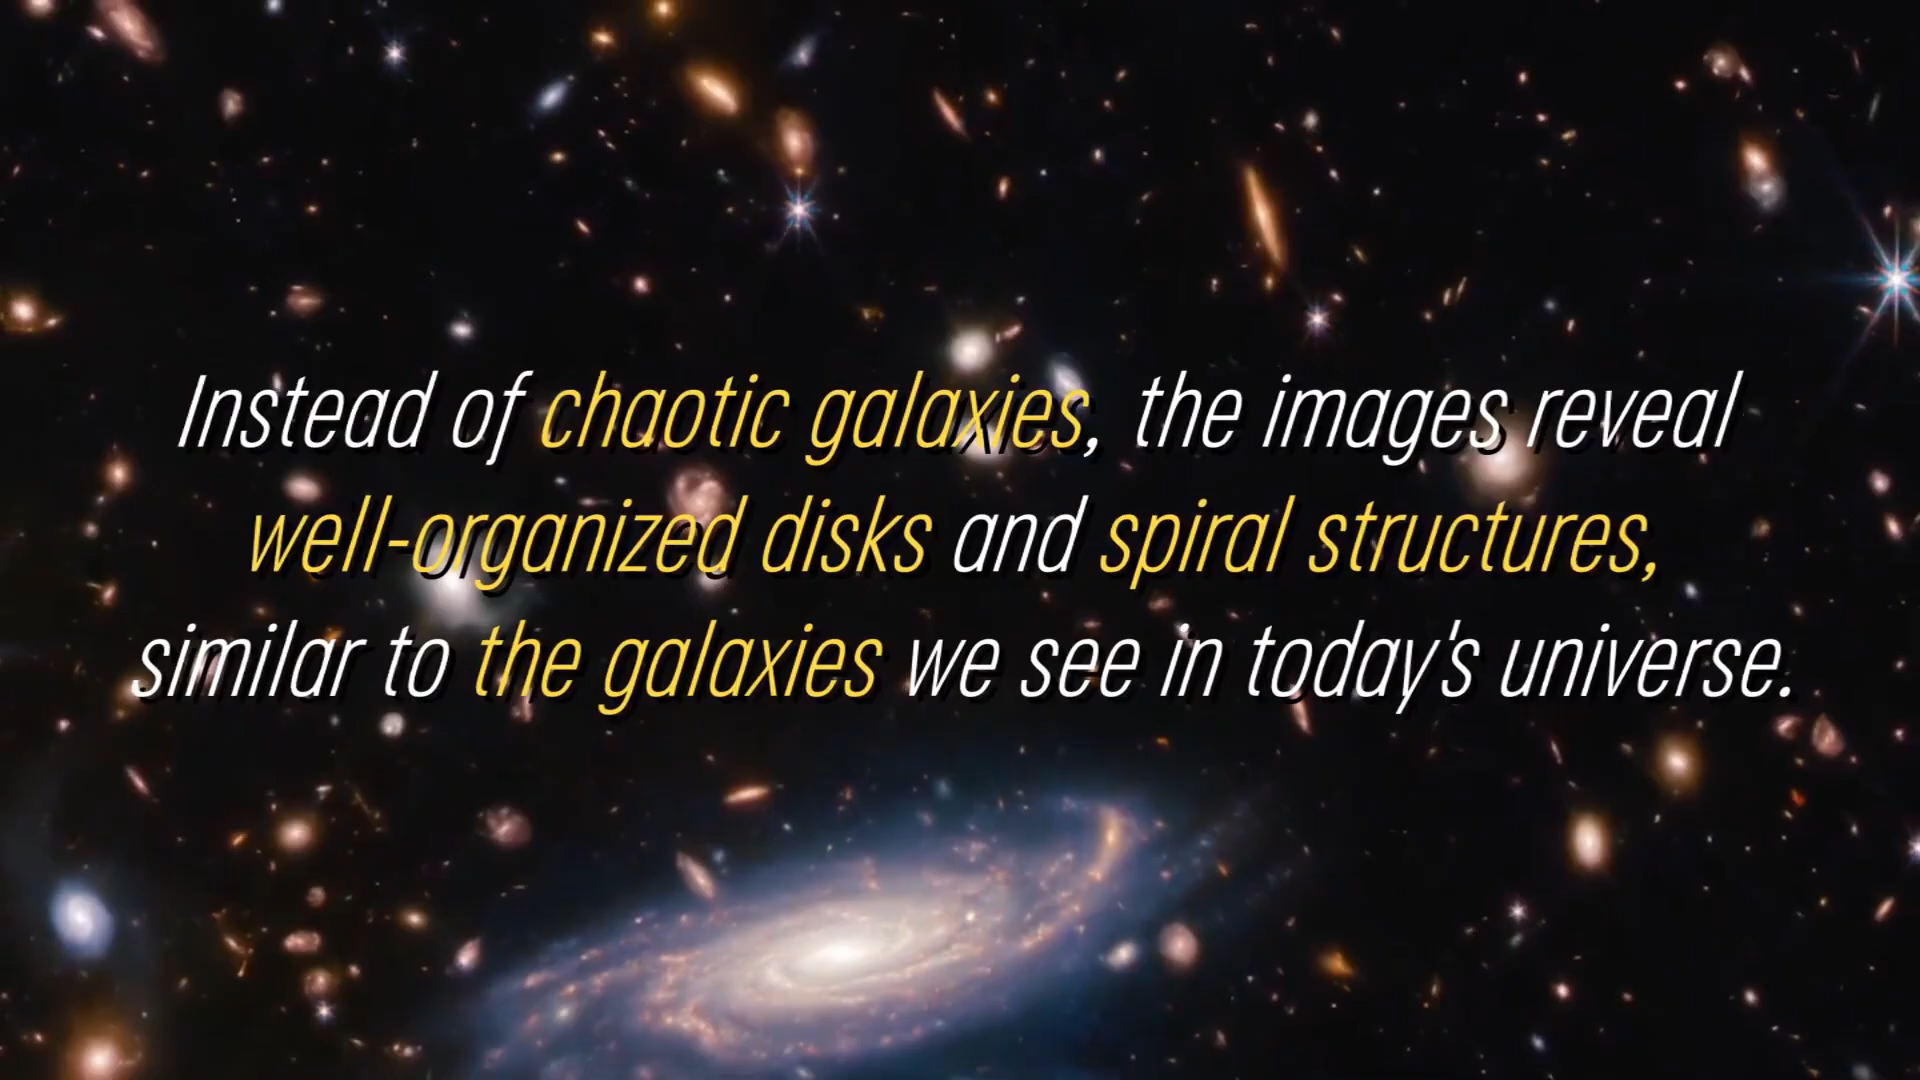 Instead of chaotic galaxies, the images reveal
well-organized disks and spiral structures,
similar to the galaxies we see in today's universe.